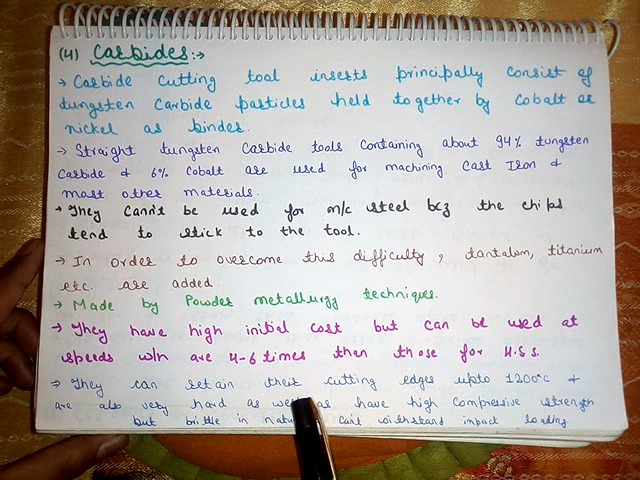 (4) Carbides:→
→ Carbide cutting tool inserts principally consist of
tungsten carbide particles held together by cobalt or
nickel as binder.
→ Straight tungsten carbide tools containing about 94% tungsten
carbide & 6% cobalt are used for machining cast Iron &
most other materials.
→ They cann't be used for m/c steel bcz the chips
tend to stick to the tool.
→ In order to overcome this difficulty, tantalum, titanium
etc. are added.
→ Made by Powder metallurgy technique.
→ They have high initial cost but can be used at
speeds w/h are 4-6 times then those for H.S.S.
→ They can retain their cutting edges upto 1200°C &
are also very hard as well as have high compressive strength
but brittle in can't withstand impact loading.